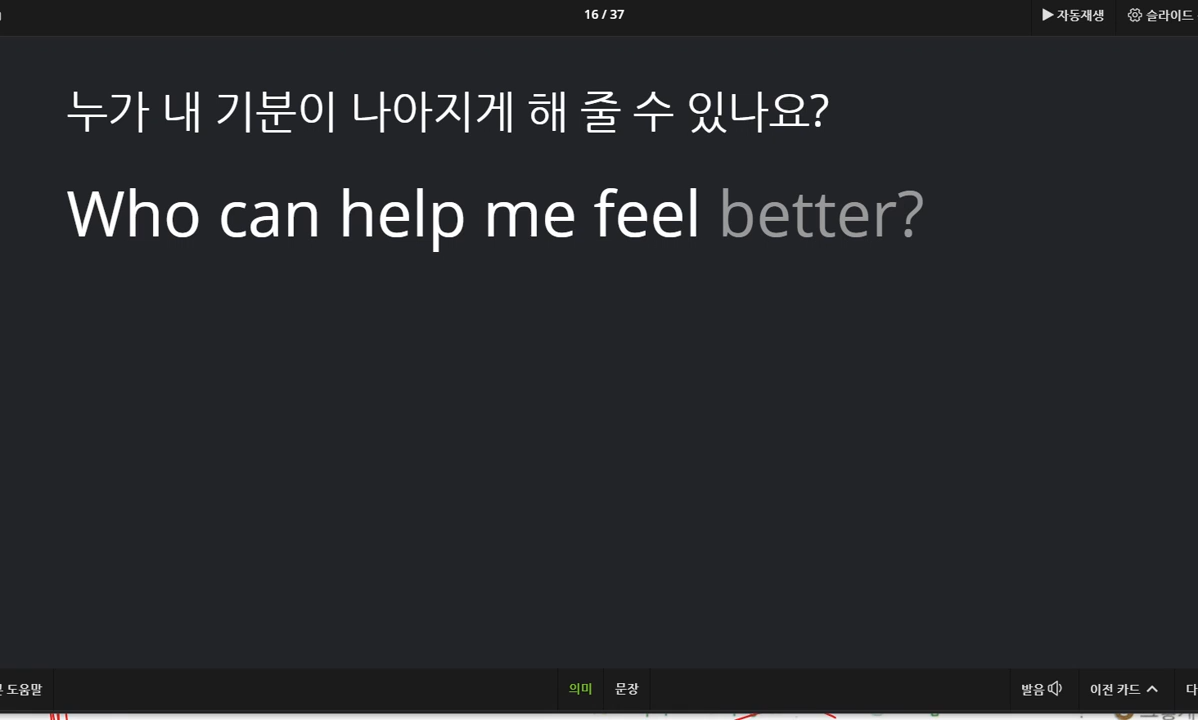 16 / 37
자동재생
슬라이드
누가 내 기분이 나아지게 해 줄 수 있나요?
Who can help me feel better?
도움말
의미
문장
발음
이전 카드
다